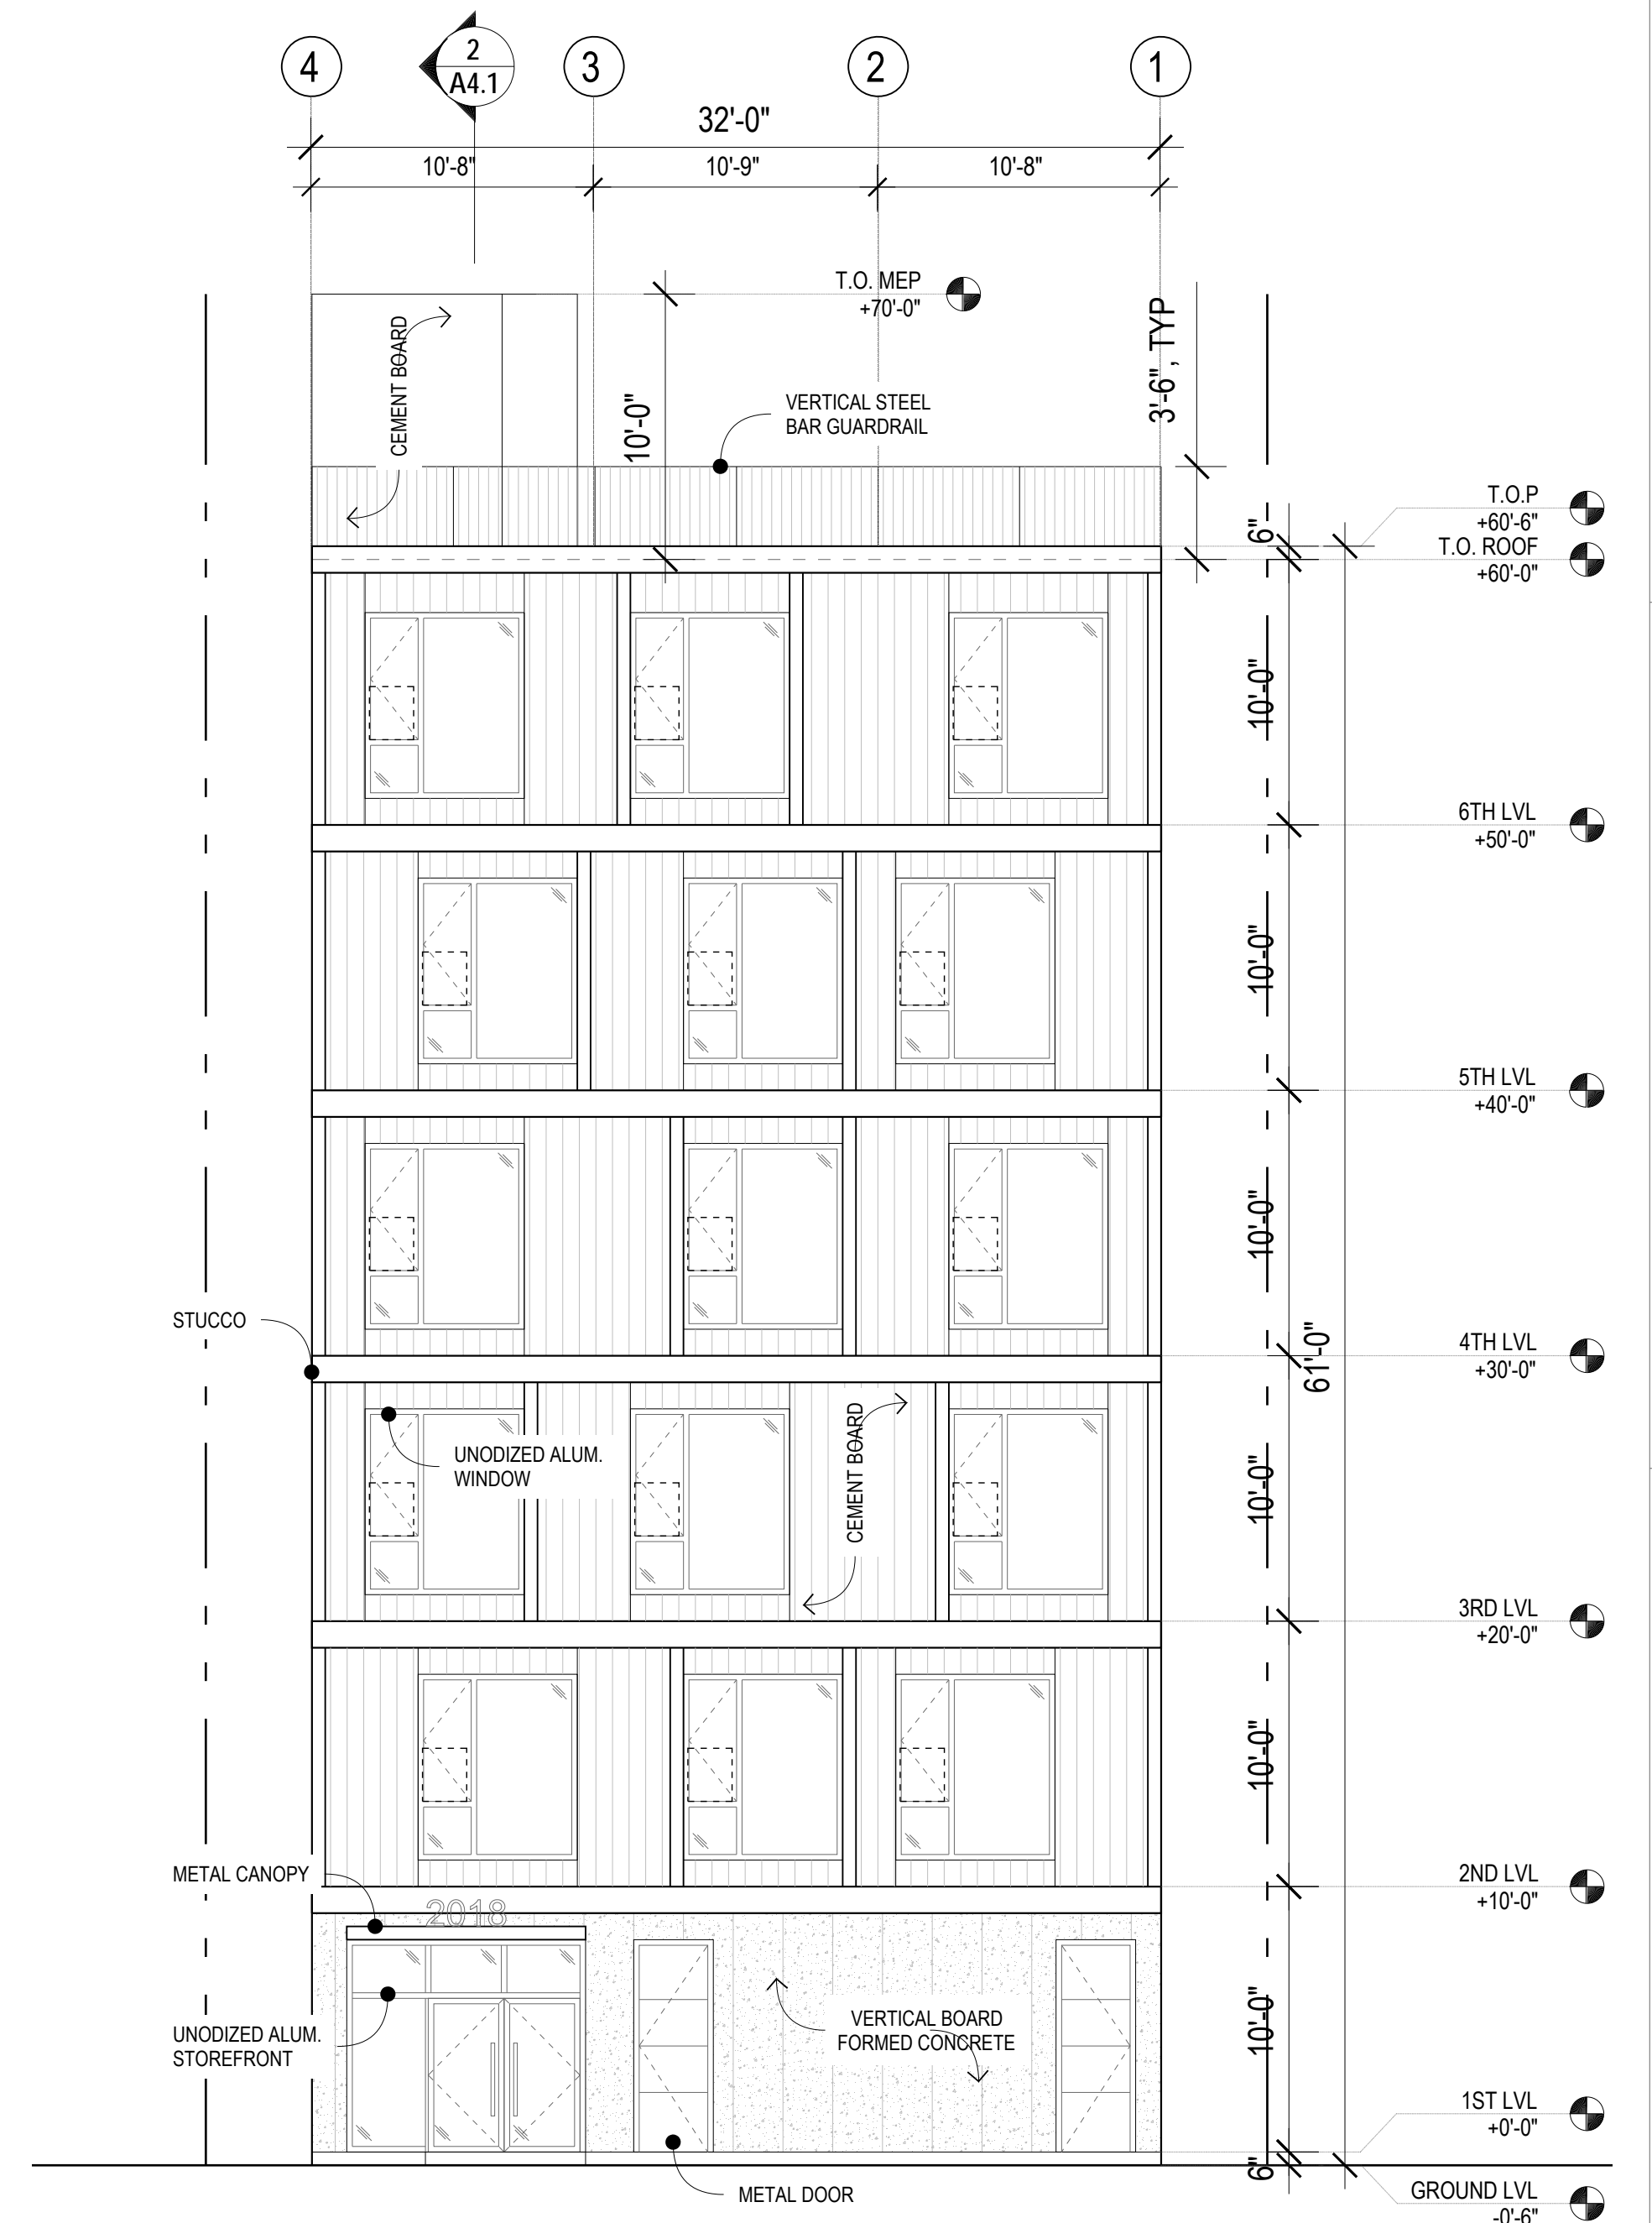 4
2
A4.1
3
2
1
32'-0"
10'-8"
10'-9"
10'-8"
T.O. MEP
+70'-0"
3'-6", TYP
CEMENT BOARD
10'-0"
VERTICAL STEEL
BAR GUARDRAIL
T.O.P
+60'-6"
6"
T.O. ROOF
+60'-0"
10'-0"
6TH LVL
+50'-0"
10'-0"
5TH LVL
+40'-0"
10'-0"
STUCCO
4TH LVL
+30'-0"
61'-0"
UNODIZED ALUM.
WINDOW
CEMENT BOARD
10'-0"
3RD LVL
+20'-0"
10'-0"
METAL CANOPY
2ND LVL
+10'-0"
2018
UNODIZED ALUM.
STOREFRONT
VERTICAL BOARD
FORMED CONCRETE
10'-0"
1ST LVL
+0'-0"
6"
METAL DOOR
GROUND LVL
-0'-6"